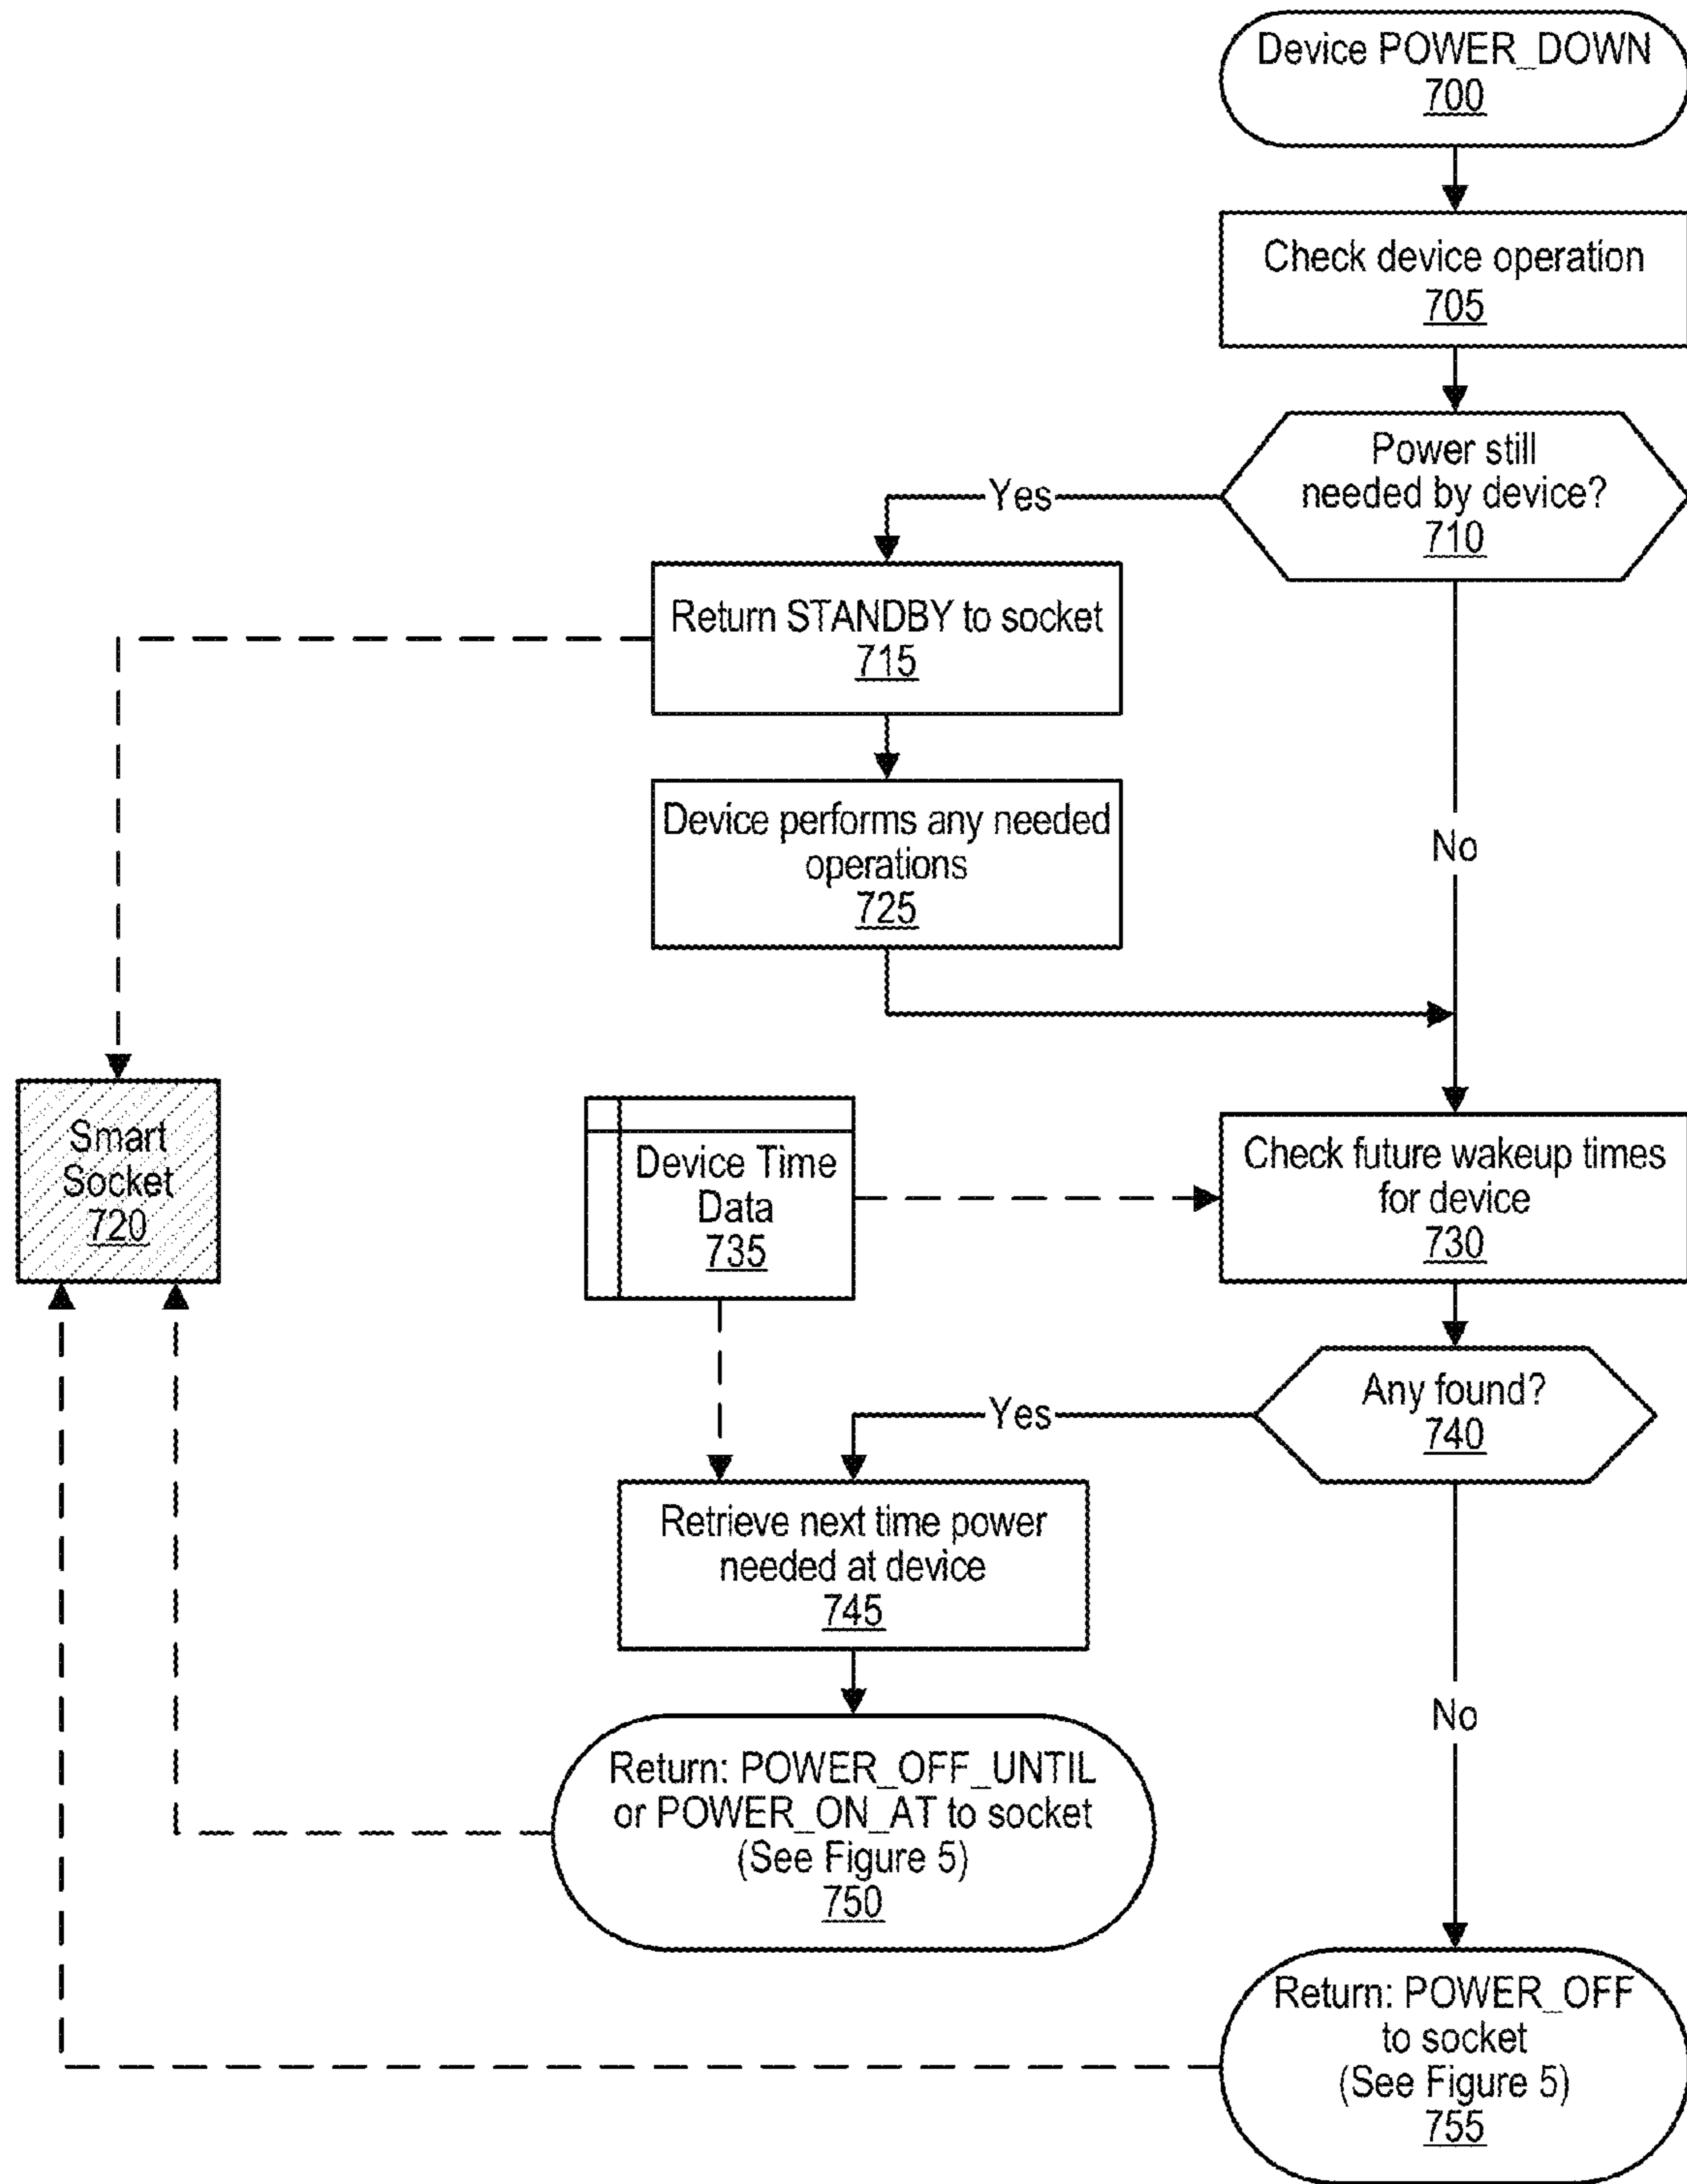 Device POWER_DOWN
700
Check device operation
705
Power still
needed by device?
710
Yes
Return STANDBY to socket
715
Device performs any needed
operations
725
No
Smart
Socket
720
Device Time
Data
735
Check future wakeup times
for device
730
Any found?
740
Yes
Retrieve next time power
needed at device
745
No
Return: POWER_OFF_UNTIL
or POWER_ON_AT to socket
(See Figure 5)
750
Return: POWER_OFF
to socket
(See Figure 5)
755